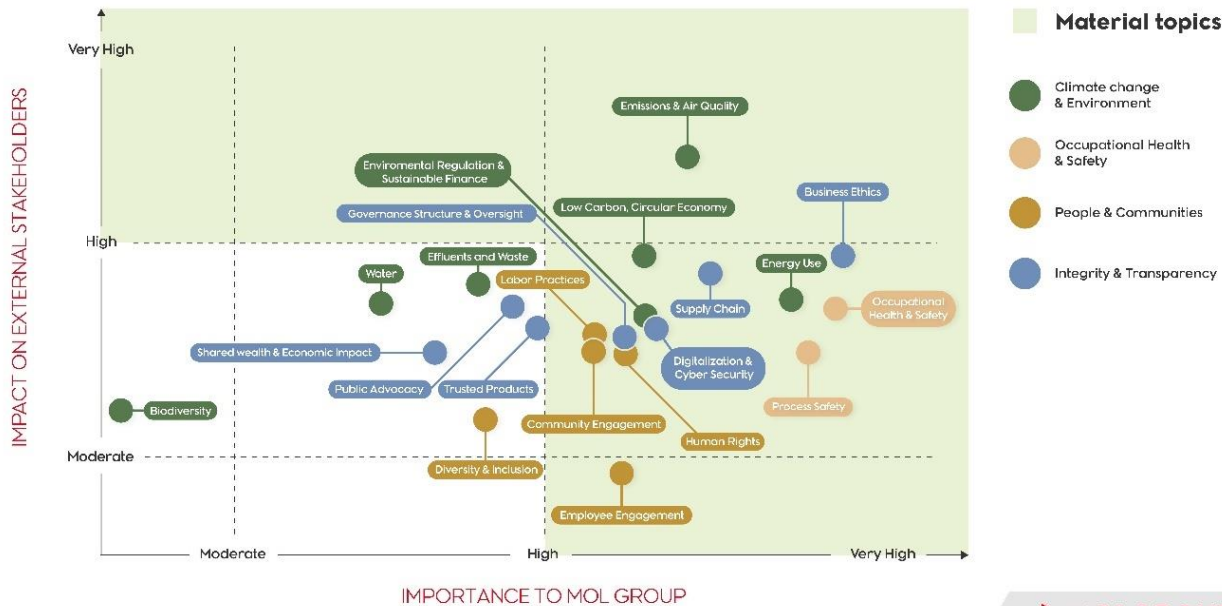 Very High
High
Moderate
IMPACT ON EXTERNAL STAKEHOLDERS
Emissions & Air Quality
Enviromental Regulation &
Sustainable Finance
Business Ethics
Governance Structure & Oversight
Low Carbon, Circular Economy
Effluents and Waste
Water
Energy Use
Labor Practices
Supply Chain
Occupational
Health & Safety
Shared wealth & Economic Impact
Digitalization &
Cyber Security
Public Advocacy
Trusted Products
Process Safety
Biodiversity
Community Engagement
Human Rights
Diversity & Inclusion
Employee Engagement
Moderate
High
Very High
IMPORTANCE TO MOL GROUP
Material topics
Climate change
& Environment
Occupational Health
& Safety
People & Communities
Integrity & Transparency